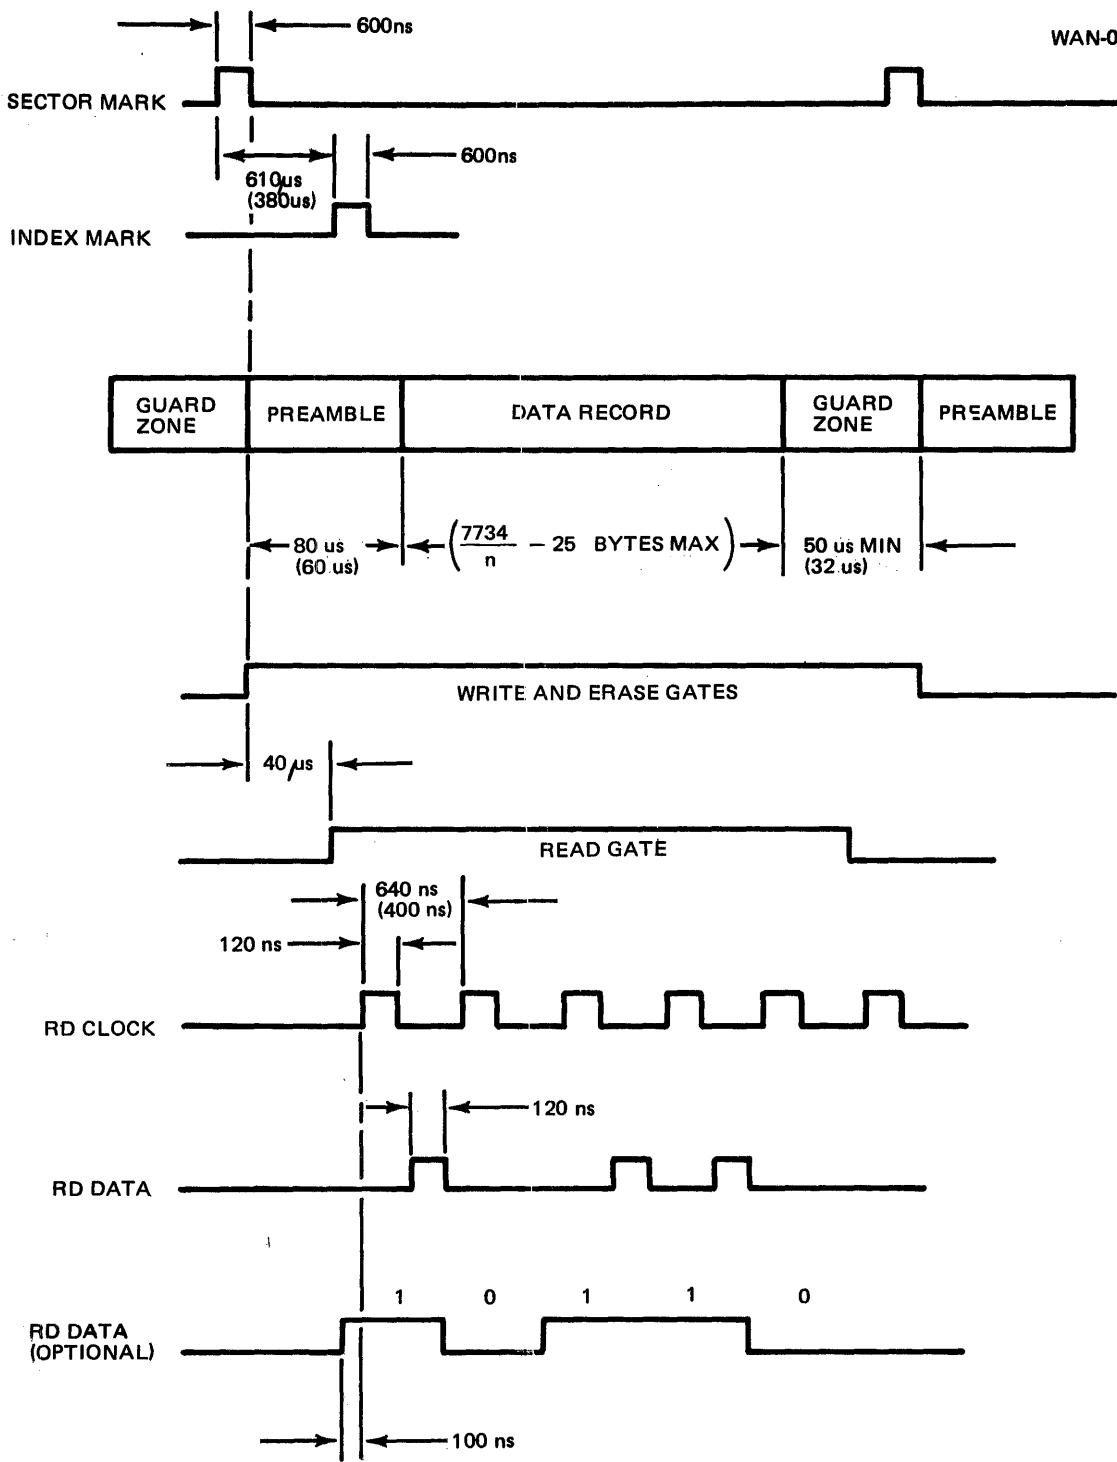 600ns
WAN-0
SECTOR MARK
600ns
610µs
(380us)
INDEX MARK
GUARD ZONE
PREAMBLE
DATA RECORD
GUARD ZONE
PREAMBLE
80 us
(60 us)
(7734/n - 25 BYTES MAX)
50 us MIN
(32 us)
WRITE AND ERASE GATES
40µs
READ GATE
640 ns
(400 ns)
120 ns
RD CLOCK
120 ns
RD DATA
1 0 1 1 0
RD DATA
(OPTIONAL)
100 ns